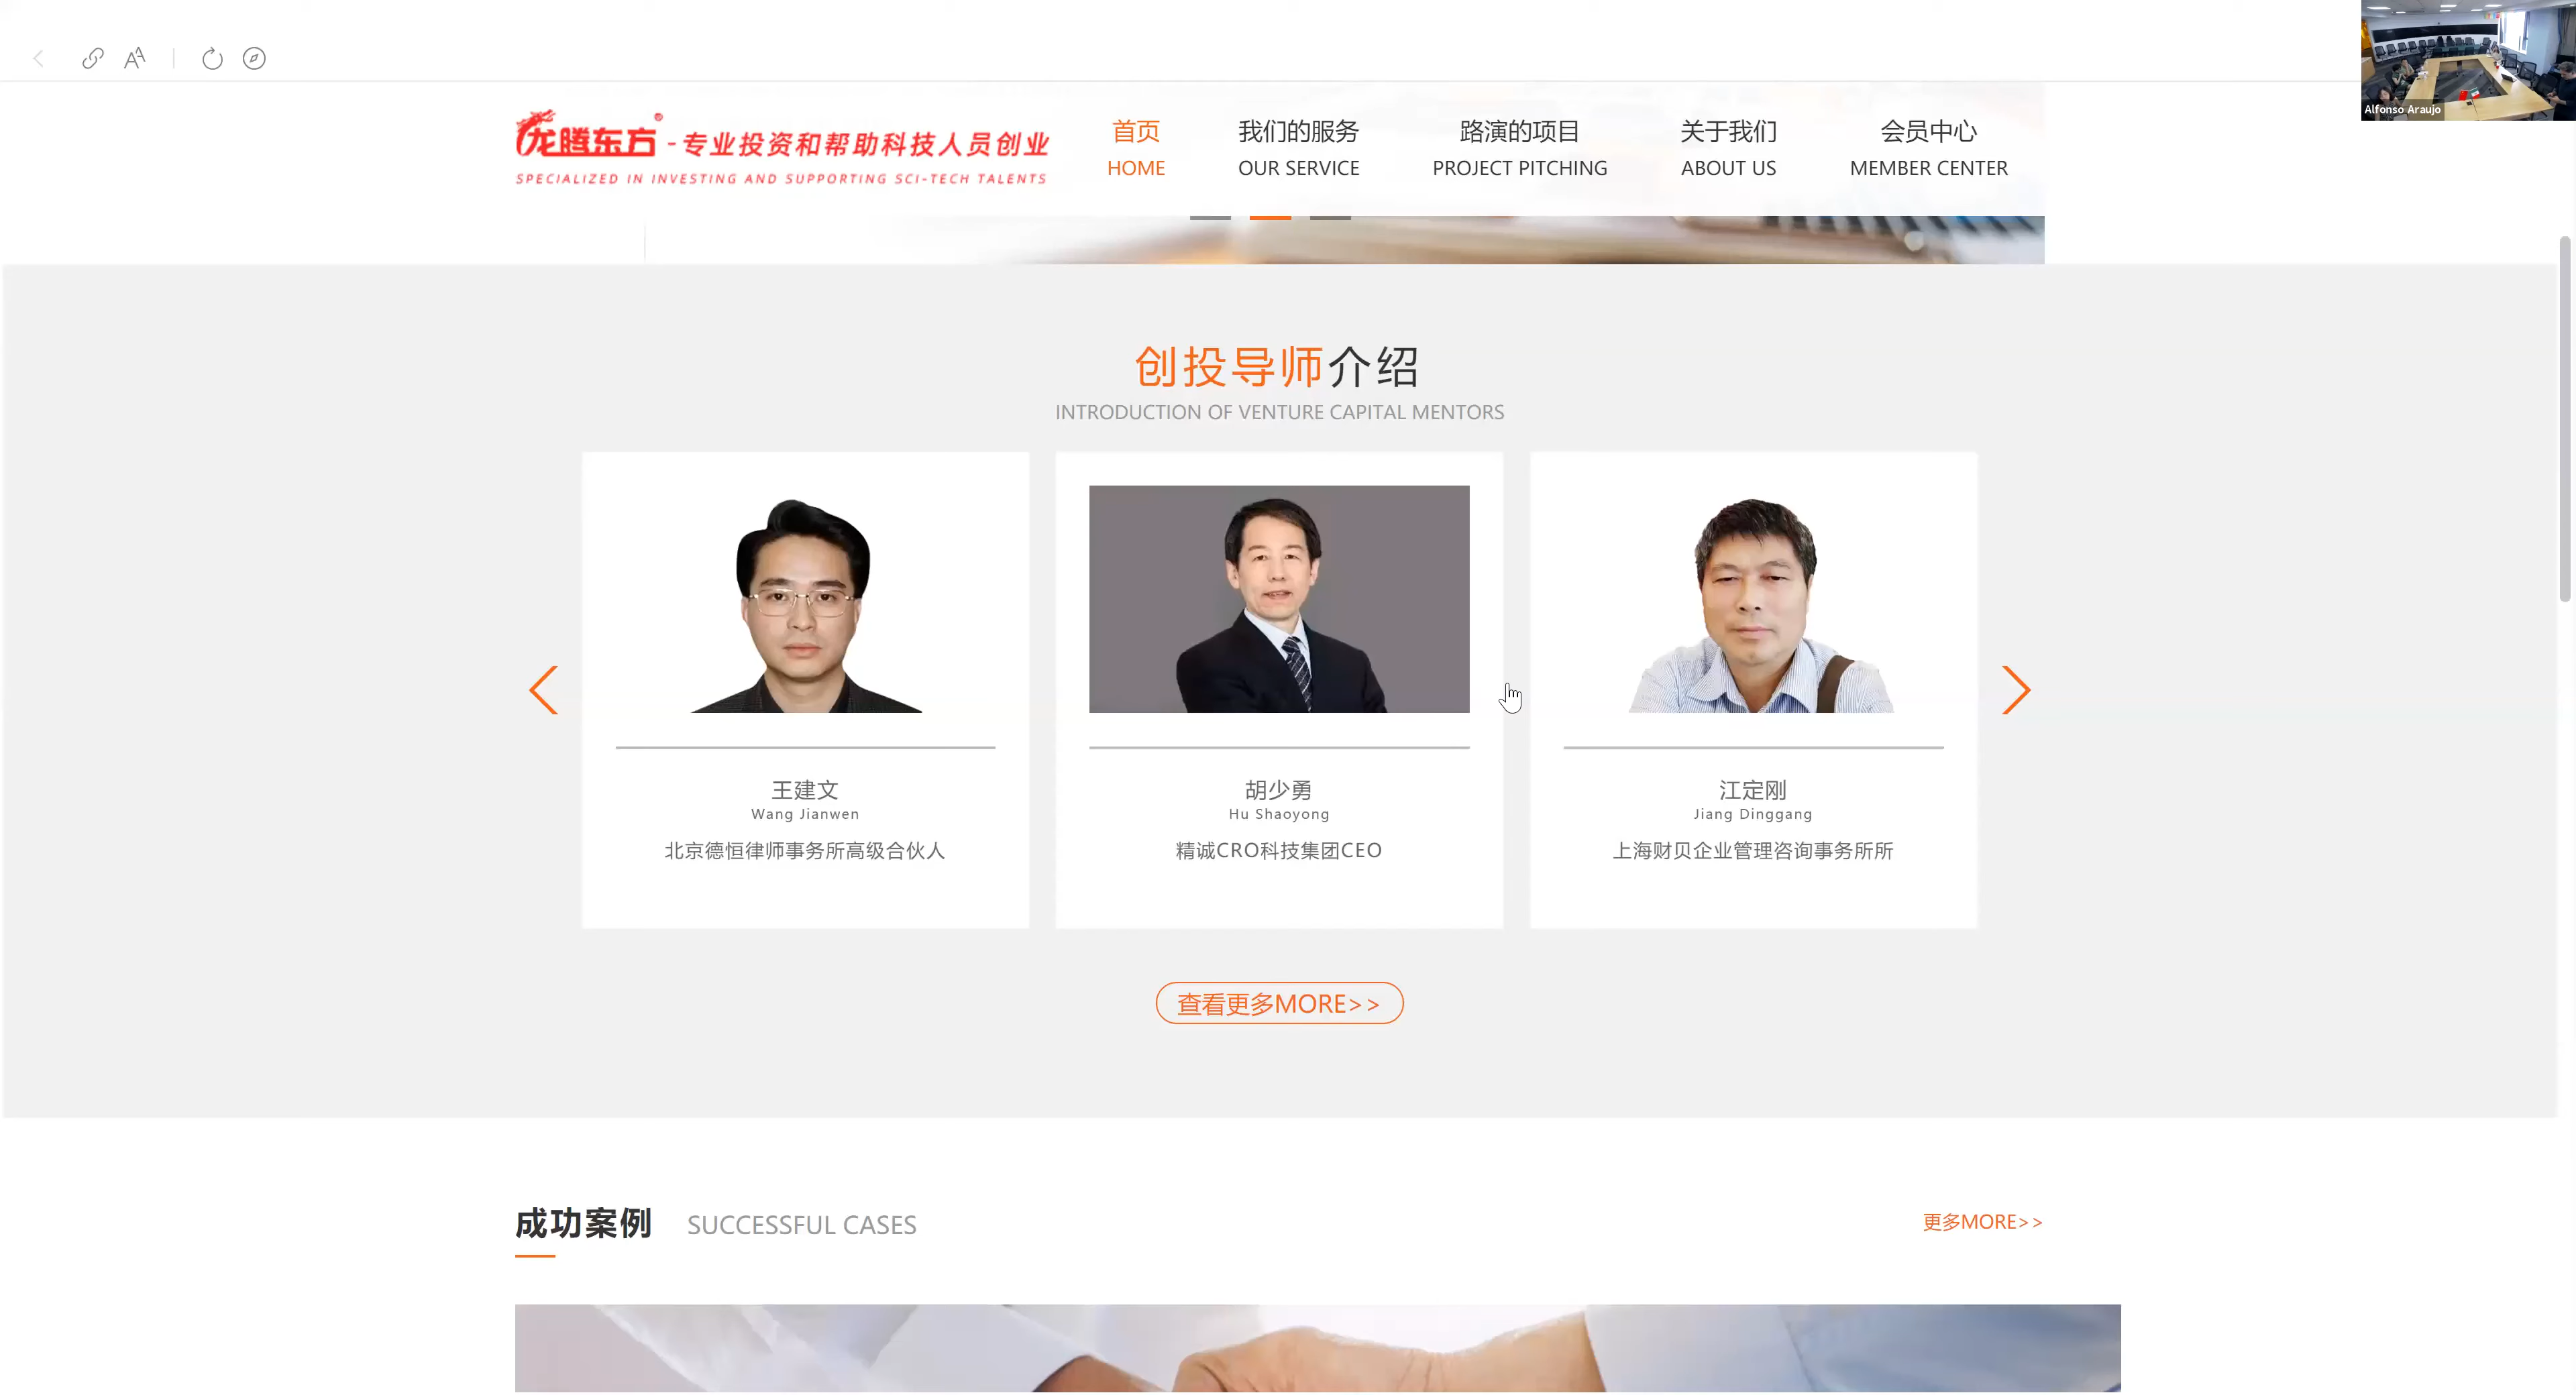 Alfonso Araujo
龙腾东方® -专业投资和帮助科技人员创业
SPECIALIZED IN INVESTING AND SUPPORTING SCI-TECH TALENTS
首页
HOME
我们的服务
OUR SERVICE
路演的项目
PROJECT PITCHING
关于我们
ABOUT US
会员中心
MEMBER CENTER
创投导师介绍
INTRODUCTION OF VENTURE CAPITAL MENTORS
王建文
Wang Jianwen
北京德恒律师事务所高级合伙人
胡少勇
Hu Shaoyong
精诚CRO科技集团CEO
江定刚
Jiang Dinggang
上海财贝企业管理咨询事务所所
查看更多MORE>>
成功案例 SUCCESSFUL CASES
更多MORE>>